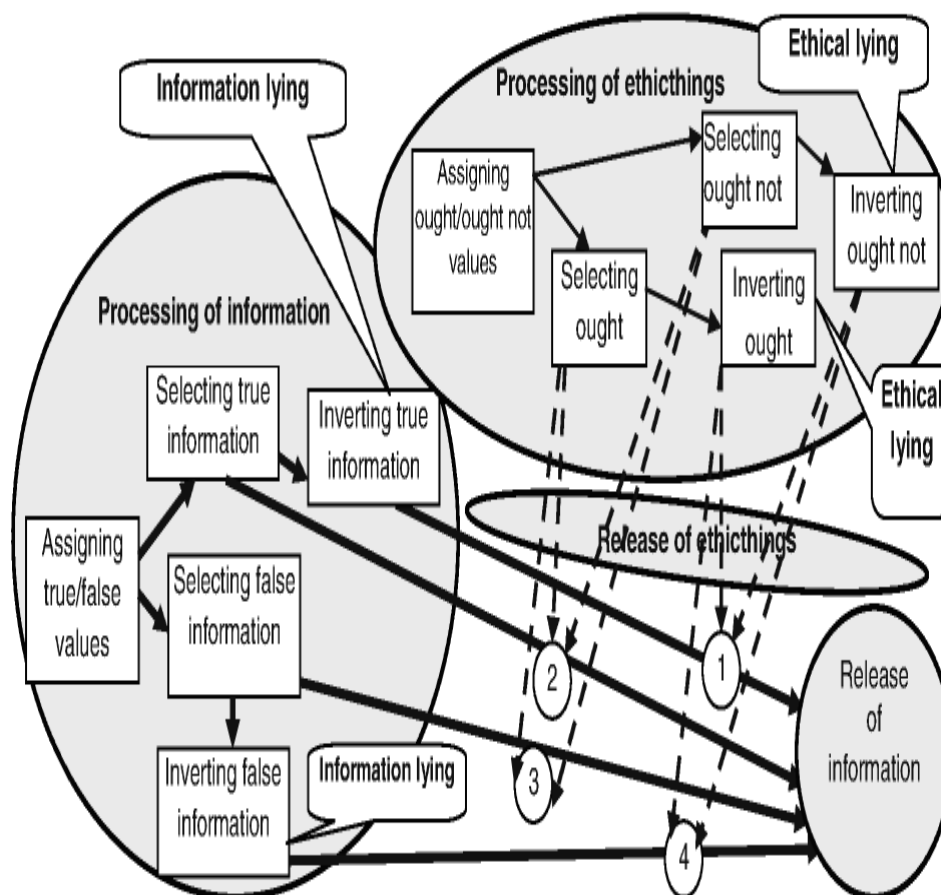 Ethical lying
Processing of ethicthings
Information lying
Selecting
ought not
Assigning
ought/ought not
values
Inverting
ought not
Selecting
ought
Inverting
ought
Ethical
lying
Processing of information
Selecting true
information
Inverting true
information
Release of ethicthings
Assigning
true/false
values
Selecting false
information
1
2
Release
of
information
Inverting false
information
Information lying
3
4